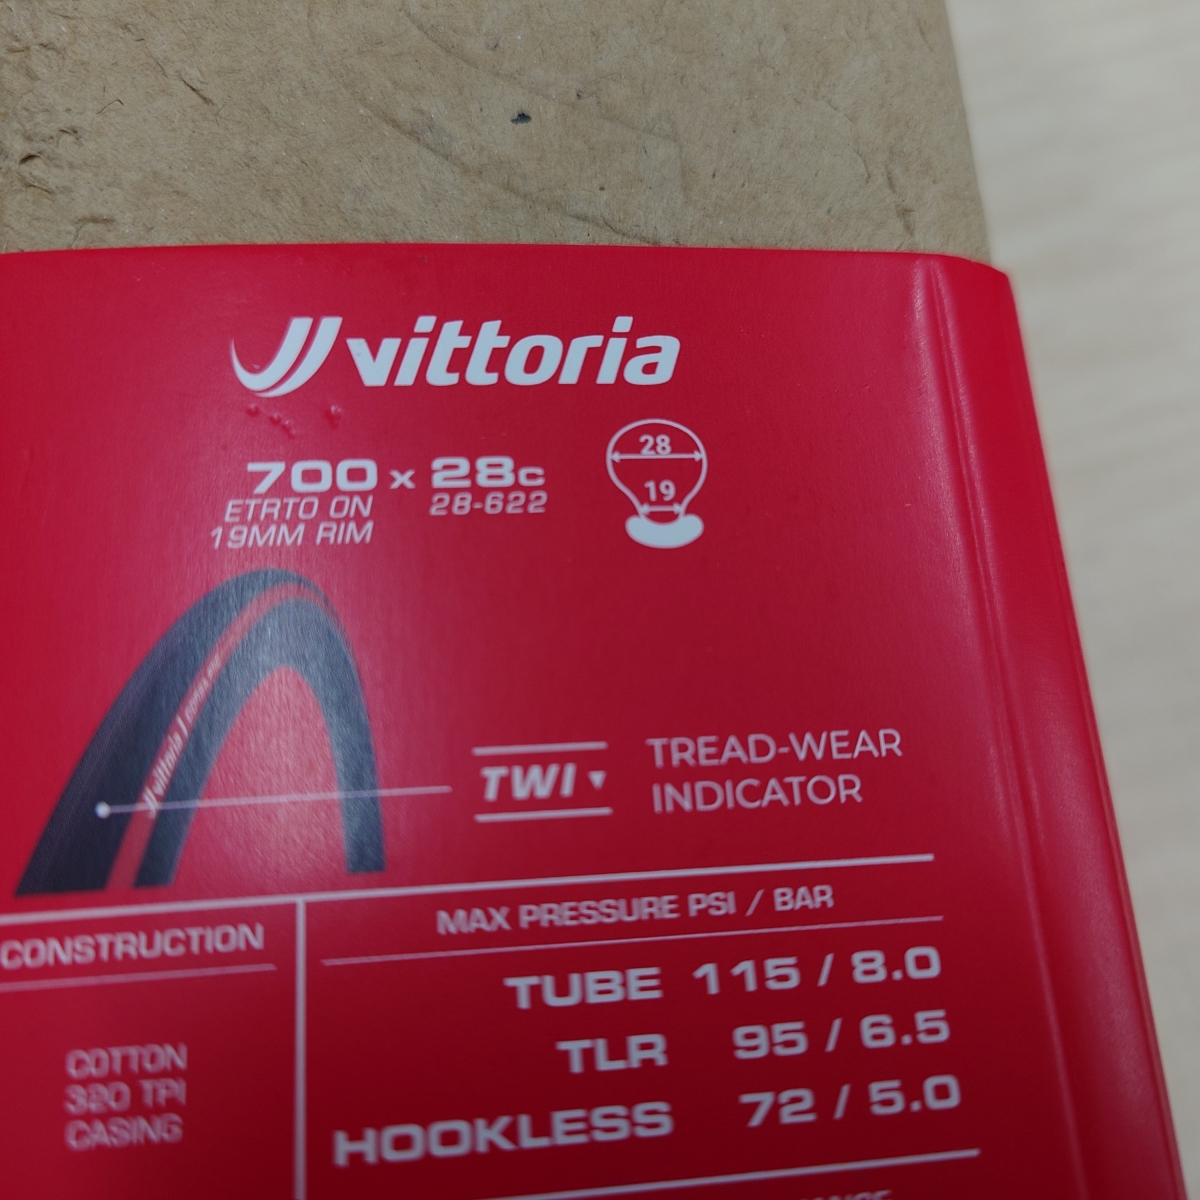 vittoria
700 x 28c
ETRTO ON 28-622
19MM RIM
28
19
vittoria
TWI▼
TREAD-WEAR
INDICATOR
CONSTRUCTION
COTTON
320 TPI
CASING
MAX PRESSURE PSI / BAR
TUBE 115 / 8.0
TLR 95 / 6.5
HOOKLESS 72 / 5.0